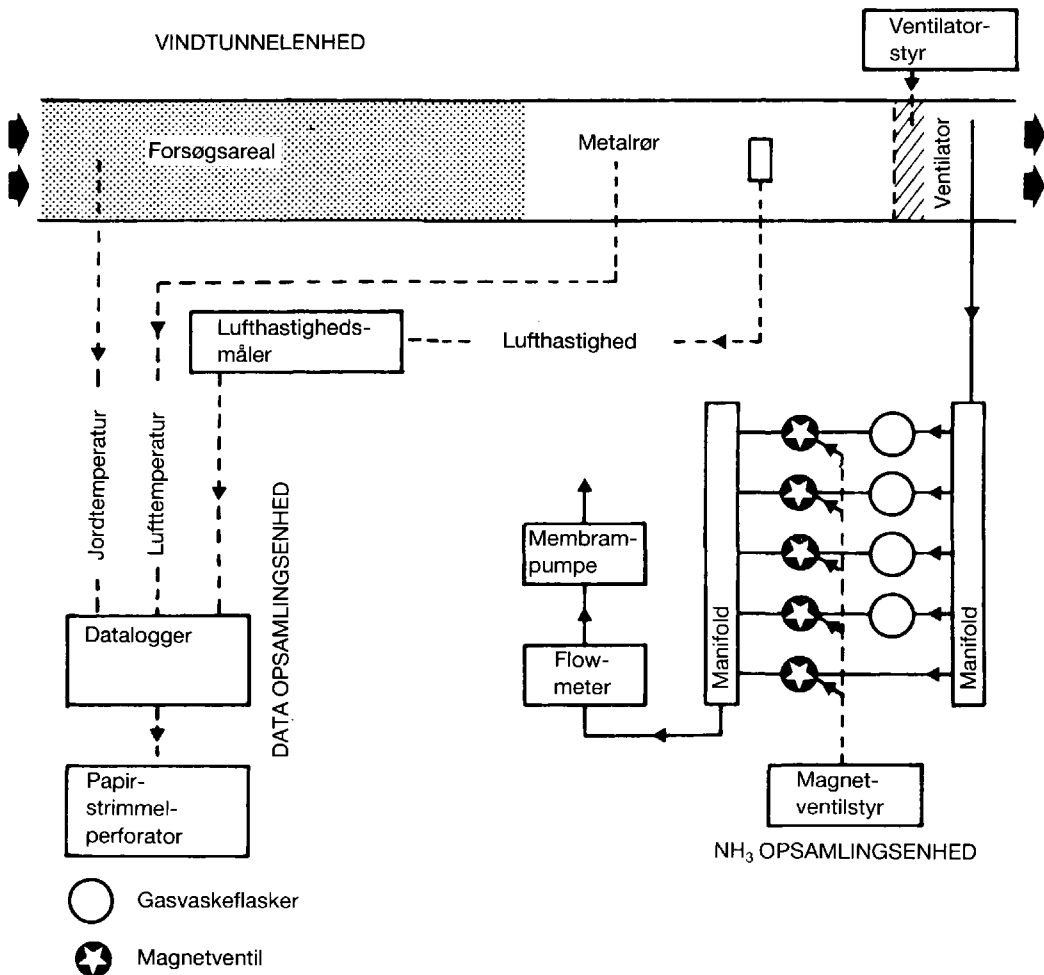 VINDTUNNELENHED
Ventilator-
styr
Forsøgsareal
Metalrør
Ventilator
Lufthastigheds-
måler
Lufthastighed
Jordtemperatur
Lufttemperatur
DATA OPSAMLINGSENHED
Membram-
pumpe
Manifold
Manifold
Datalogger
Flow-
meter
Papir-
strimmel-
perforator
Magnet-
ventilstyr
NH₃ OPSAMLINGSENHED
Gasvaskeflasker
Magnetventil